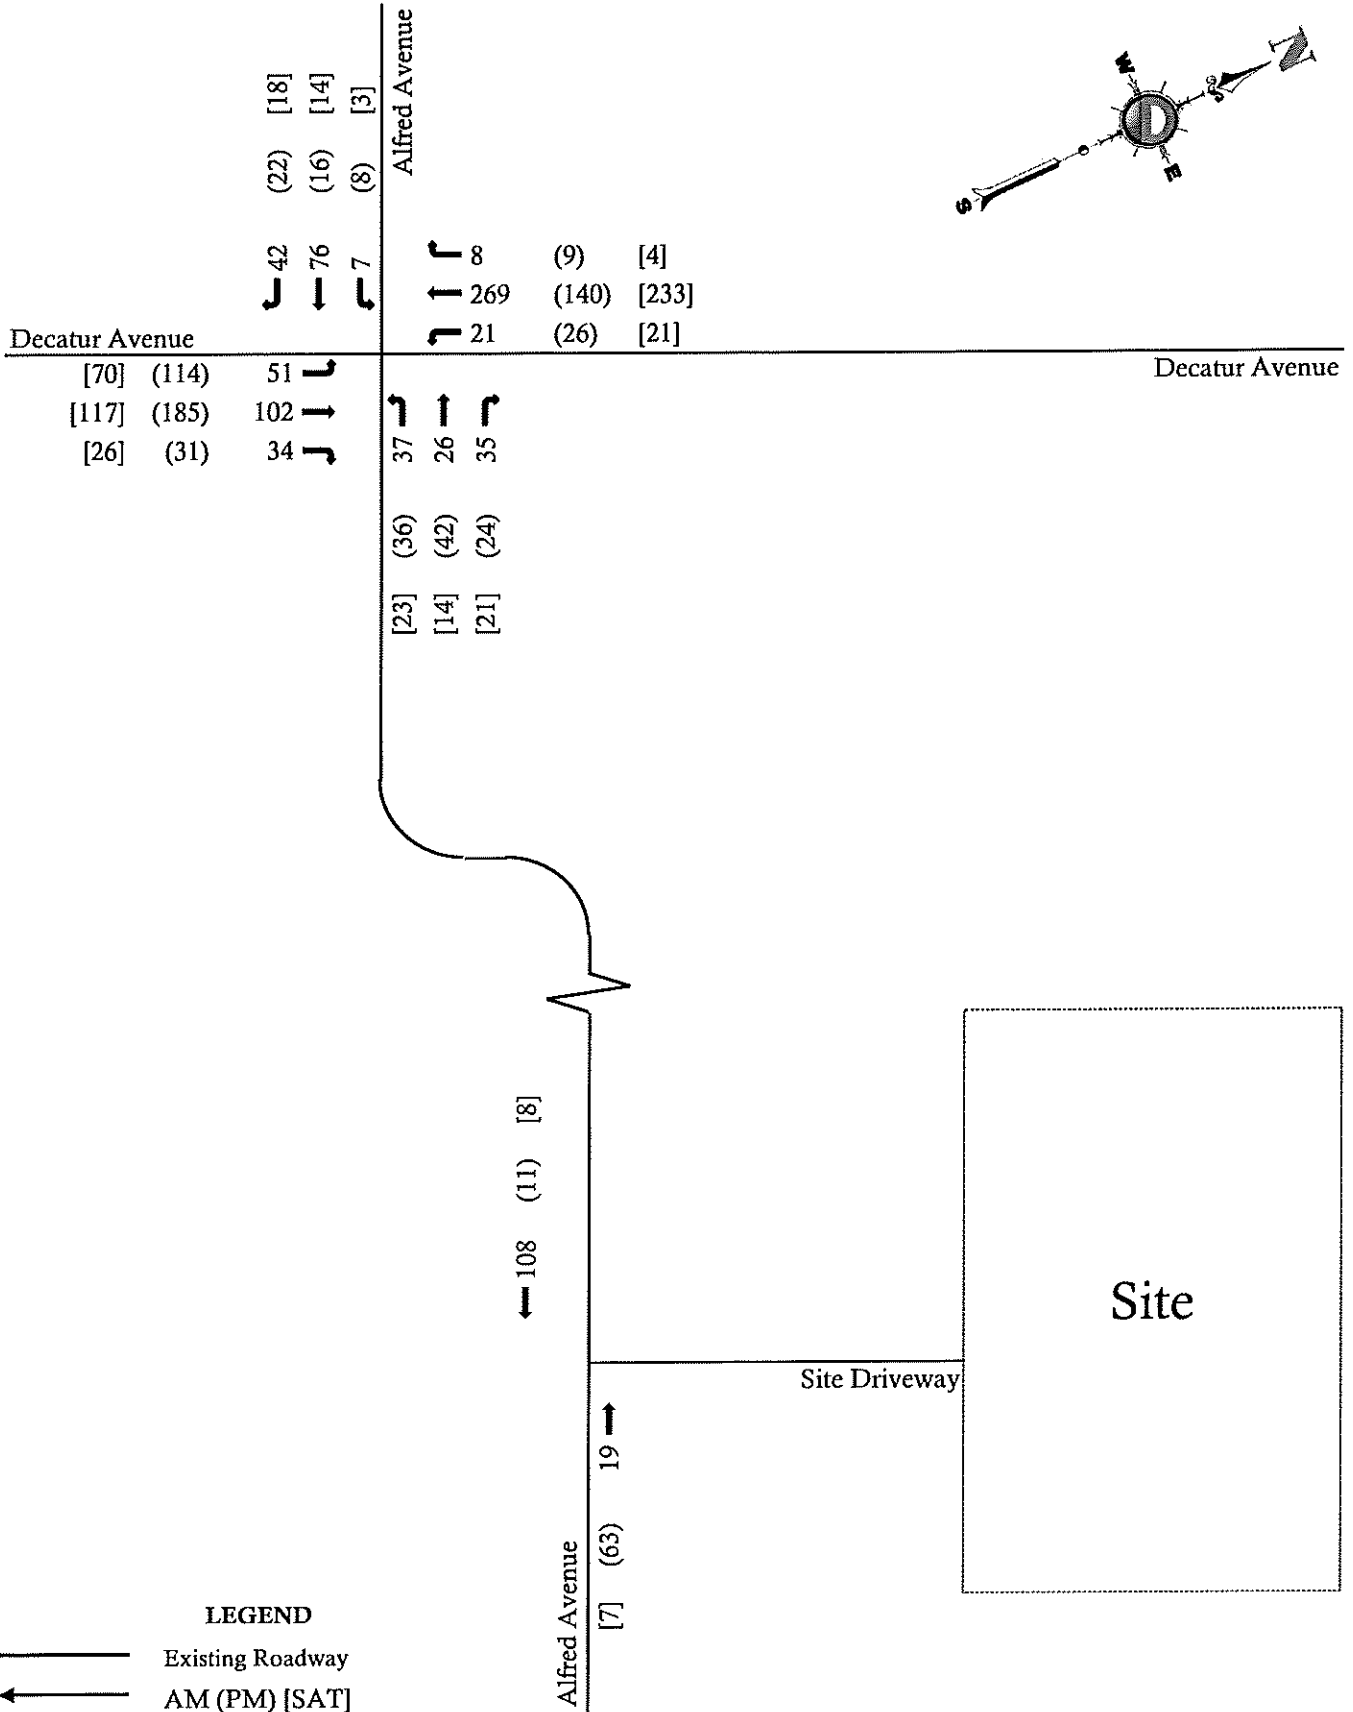 Alfred Avenue
[18] [14] [3]
(22) (16) (8)
42 76 7
N
W
D
E
S
8 (9) [4]
269 (140) [233]
21 (26) [21]
Decatur Avenue
Decatur Avenue
[70] (114) 51
[117] (185) 102
[26] (31) 34
37 26 35
(36) (42) (24)
[23] [14] [21]
108 (11) [8]
Site
Site Driveway
19
(63)
[7]
Alfred Avenue
LEGEND
Existing Roadway
AM (PM) [SAT]